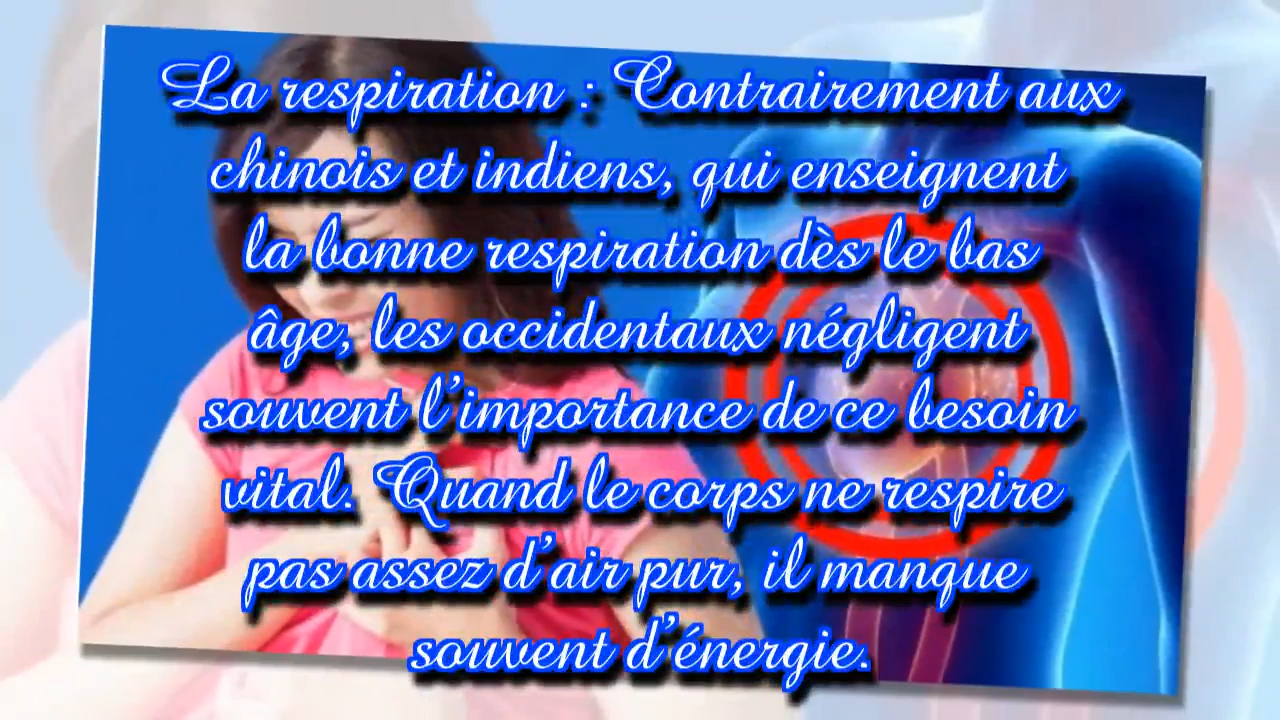 La respiration : Contrairement aux
chinois et indiens, qui enseignent
la bonne respiration dès le bas
âge, les occidentaux négligent
souvent l'importance de ce besoin
vital. Quand le corps ne respire
pas assez d'air pur, il manque
souvent d'énergie.